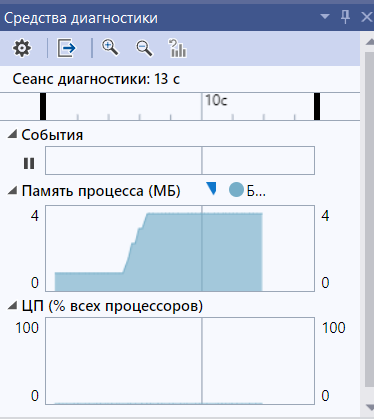 Средства диагностики
Сеанс диагностики: 13 с
10с
События
Память процесса (МБ) Б...
4 4
0 0
ЦП (% всех процессоров)
100 100
0 0